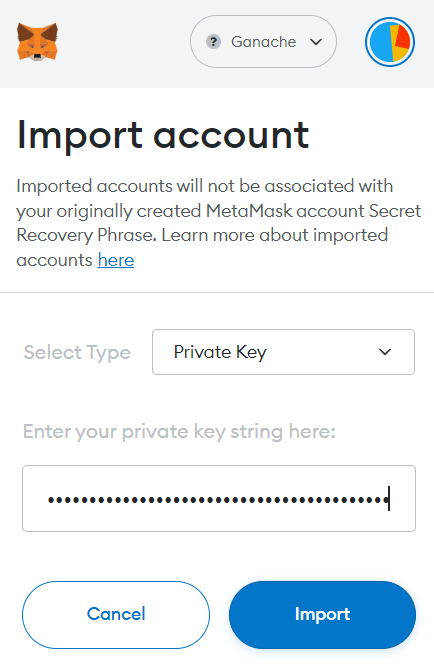 ? Ganache
Import account
Imported accounts will not be associated with
your originally created MetaMask account Secret
Recovery Phrase. Learn more about imported
accounts here
Select Type Private Key
Enter your private key string here:
Cancel Import